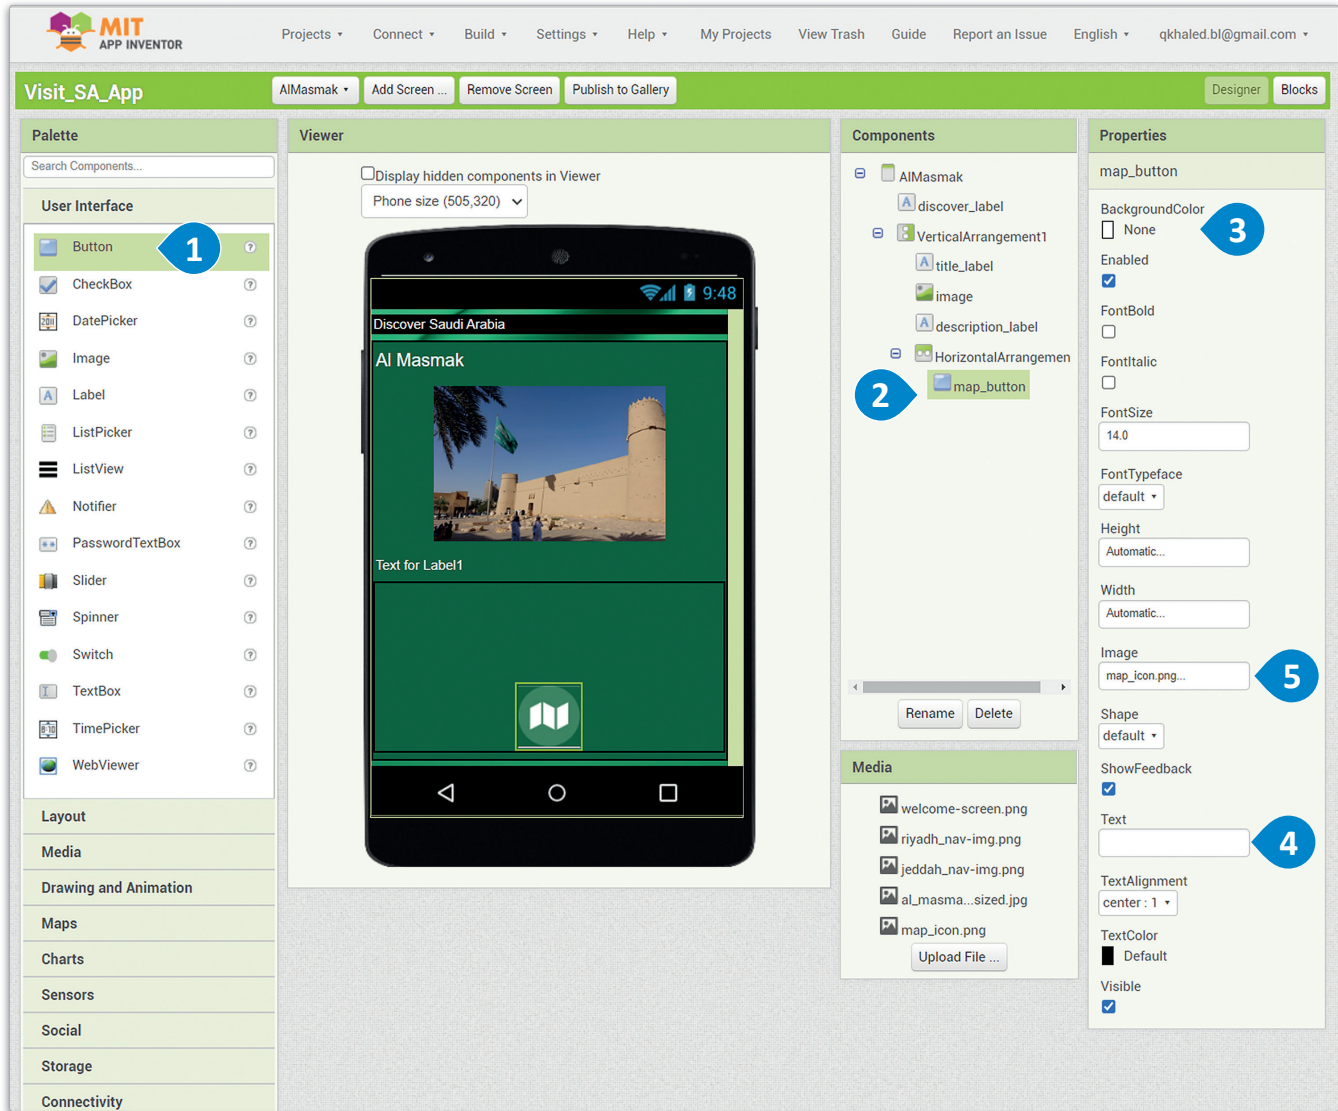 MIT
APP INVENTOR
Projects
Connect
Build
Settings
Help
My Projects
View Trash
Guide
Report an Issue
English
qkhaled.bl@gmail.com
Visit_SA_App
AlMasmak
Add Screen ...
Remove Screen
Publish to Gallery
Designer
Blocks
Palette
Search Components...
User Interface
Button
1
?
CheckBox
?
DatePicker
?
Image
?
Label
?
ListPicker
?
ListView
?
Notifier
?
PasswordTextBox
?
Slider
?
Spinner
?
Switch
?
TextBox
?
TimePicker
?
WebViewer
?
Layout
Media
Drawing and Animation
Maps
Charts
Sensors
Social
Storage
Connectivity
Viewer
Display hidden components in Viewer
Phone size (505,320)
9:48
Discover Saudi Arabia
Al Masmak
Text for Label1
Components
AlMasmak
discover_label
VerticalArrangement1
title_label
image
description_label
HorizontalArrangemen
2
map_button
Rename
Delete
Media
welcome-screen.png
riyadh_nav-img.png
jeddah_nav-img.png
al_masma...sized.jpg
map_icon.png
Upload File ...
Properties
map_button
BackgroundColor
None
3
Enabled
FontBold
FontItalic
FontSize
14.0
FontTypeface
default
Height
Automatic...
Width
Automatic...
Image
map_icon.png...
5
Shape
default
ShowFeedback
Text
4
TextAlignment
center : 1
TextColor
Default
Visible